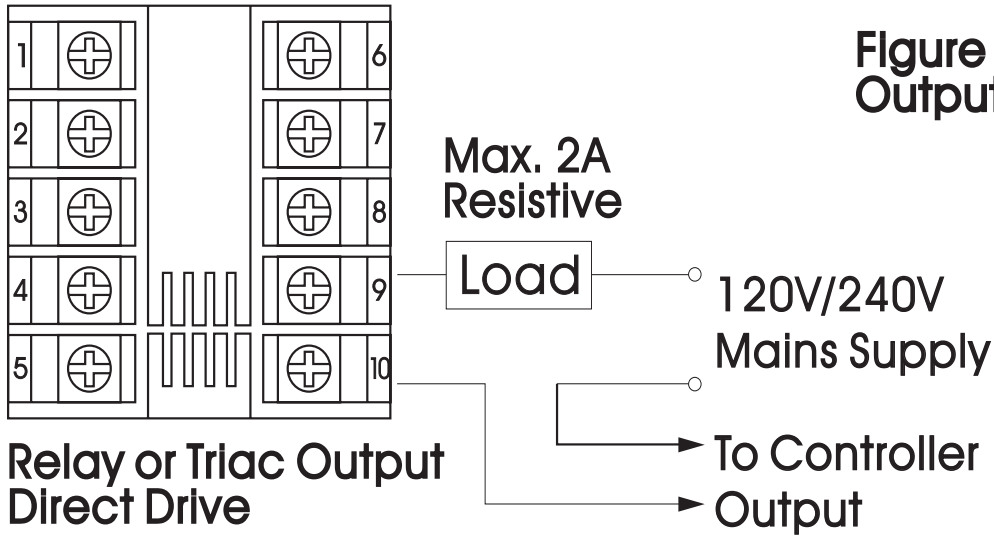 1
2
3
4
5
6
7
8
9
10
Figure
Output
Max. 2A
Resistive
Load
120V/240V
Mains Supply
To Controller
Output
Relay or Triac Output
Direct Drive